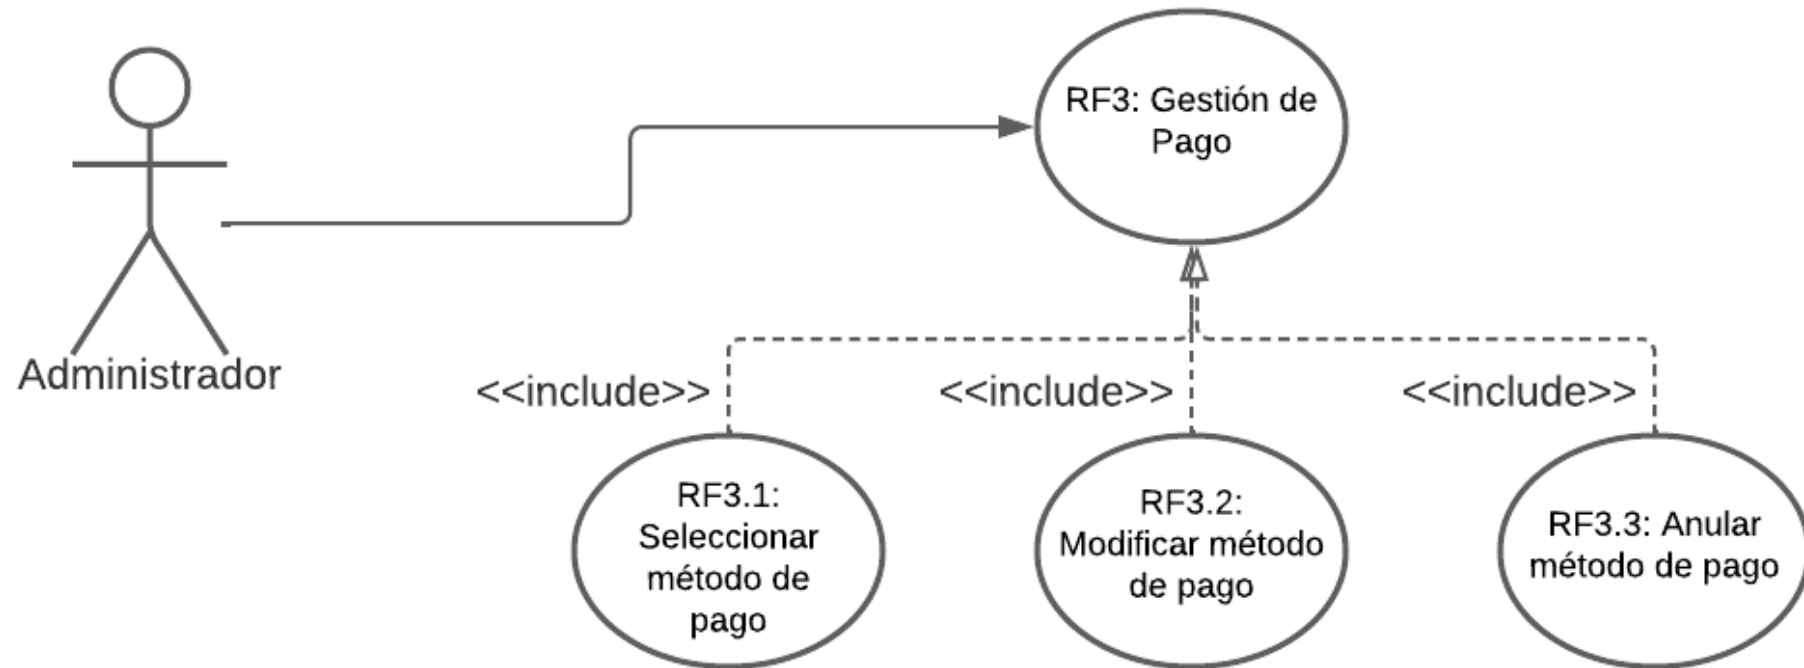 RF3: Gestión de
Pago
Administrador
<<include>>
<<include>>
<<include>>
RF3.1:
Seleccionar
método de
pago
RF3.2:
Modificar método
de pago
RF3.3: Anular
método de pago